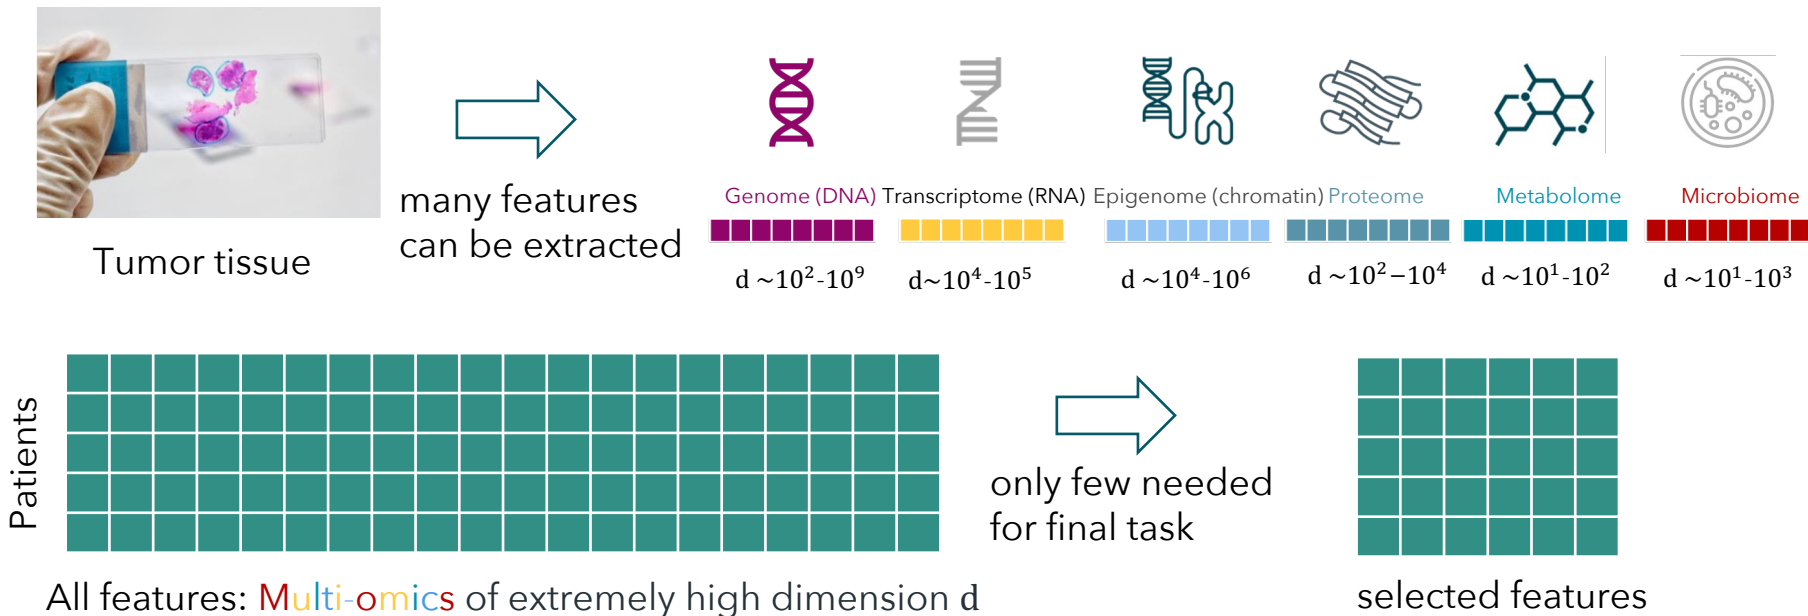 Tumor tissue
many features
can be extracted
Genome (DNA)
Transcriptome (RNA)
Epigenome (chromatin)
Proteome
Metabolome
Microbiome
d ~10²-10⁹
d~10⁴-10⁵
d ~10⁴-10⁶
d ~10²−10⁴
d ~10¹-10²
d ~10¹-10³
Patients
only few needed
for final task
All features: Multi-omics of extremely high dimension d
selected features